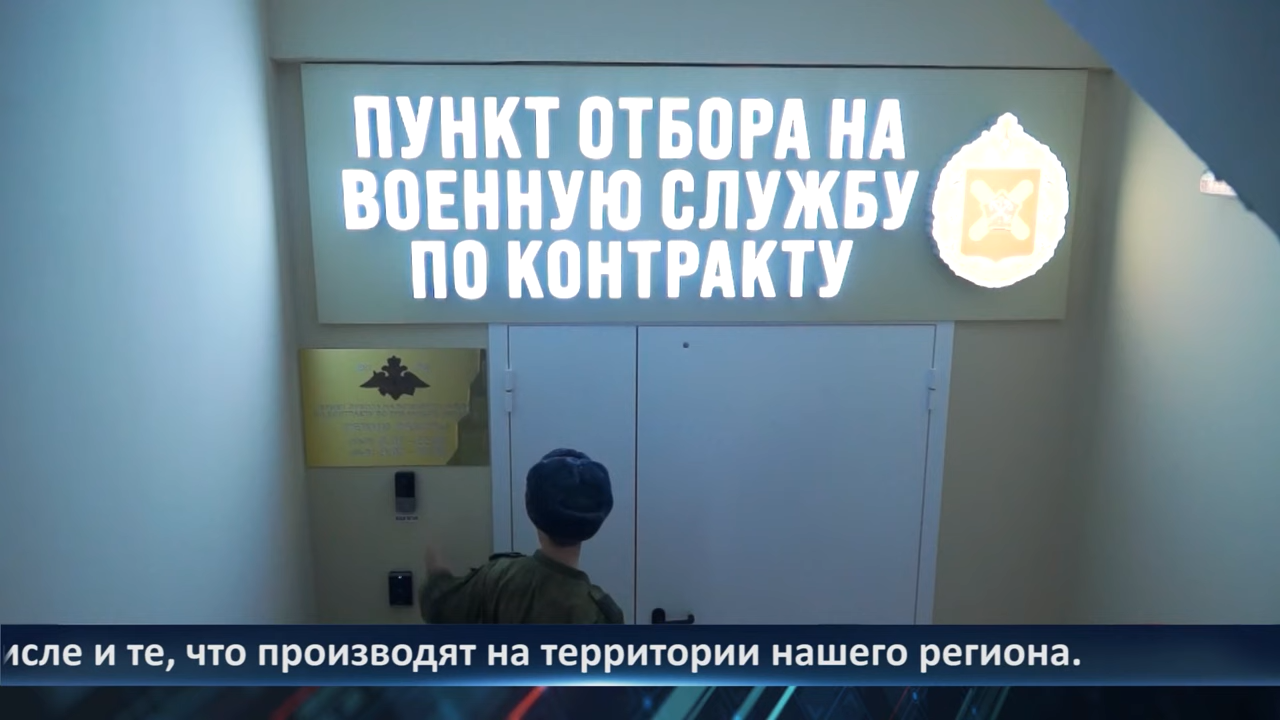 ПУНКТ ОТБОРА НА
ВОЕННУЮ СЛУЖБУ
ПО КОНТРАКТУ
исле и те, что производят на территории нашего региона.